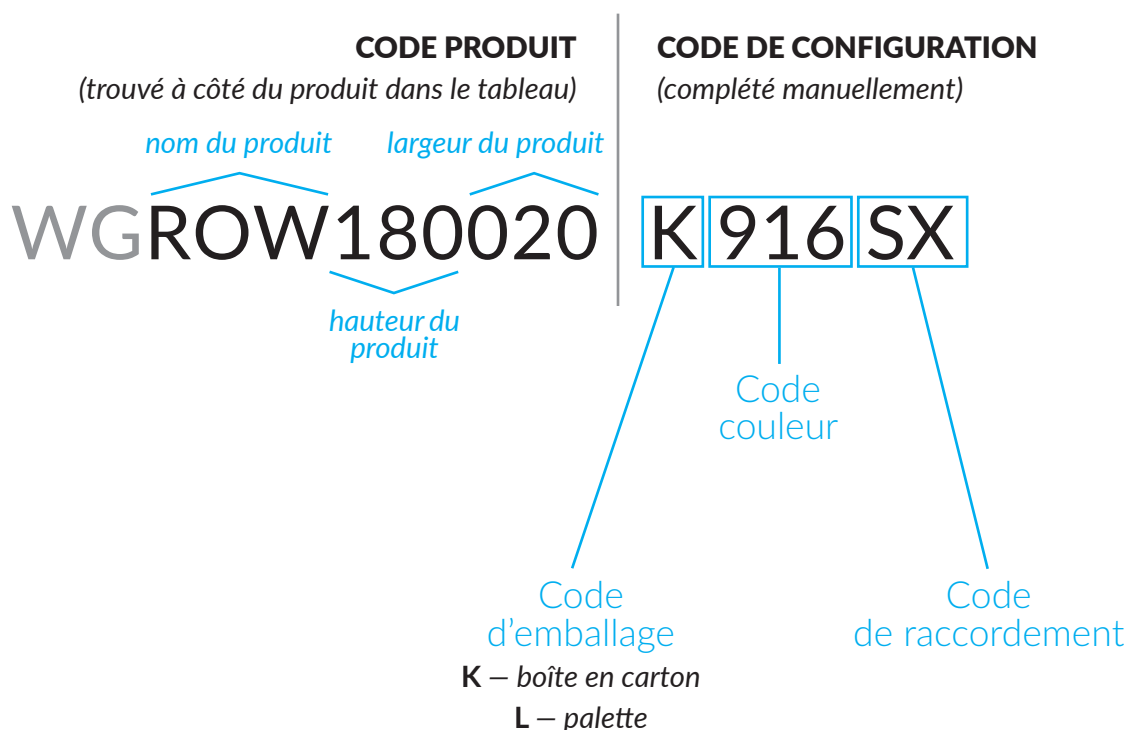 CODE PRODUIT
(trouvé à côté du produit dans le tableau)
CODE DE CONFIGURATION
(complété manuellement)
nom du produit
largeur du produit
WGROW180020 K 916 SX
hauteur du
produit
Code
couleur
Code
d’emballage
K – boîte en carton
L – palette
Code
de raccordement